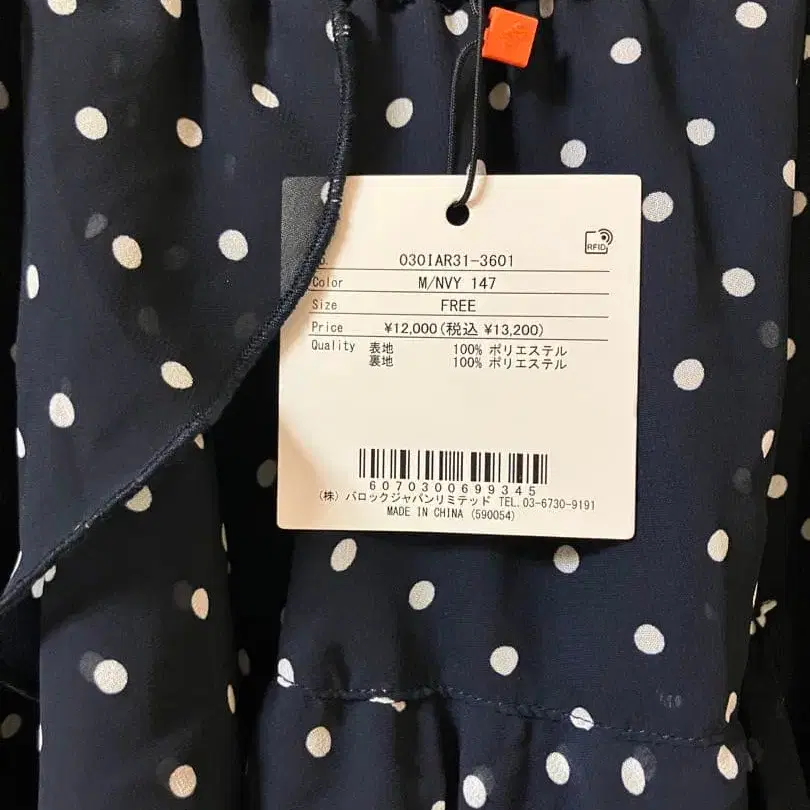 RFID
o. 030IAR31-3601
Color M/NVY 147
Size FREE
Price ¥12,000(税込 ¥13,200)
Quality 表地 100% ポリエステル
裏地 100% ポリエステル
6070300699345
(株) バロックジャパンリミテッド TEL.03-6730-9191
MADE IN CHINA (590054)